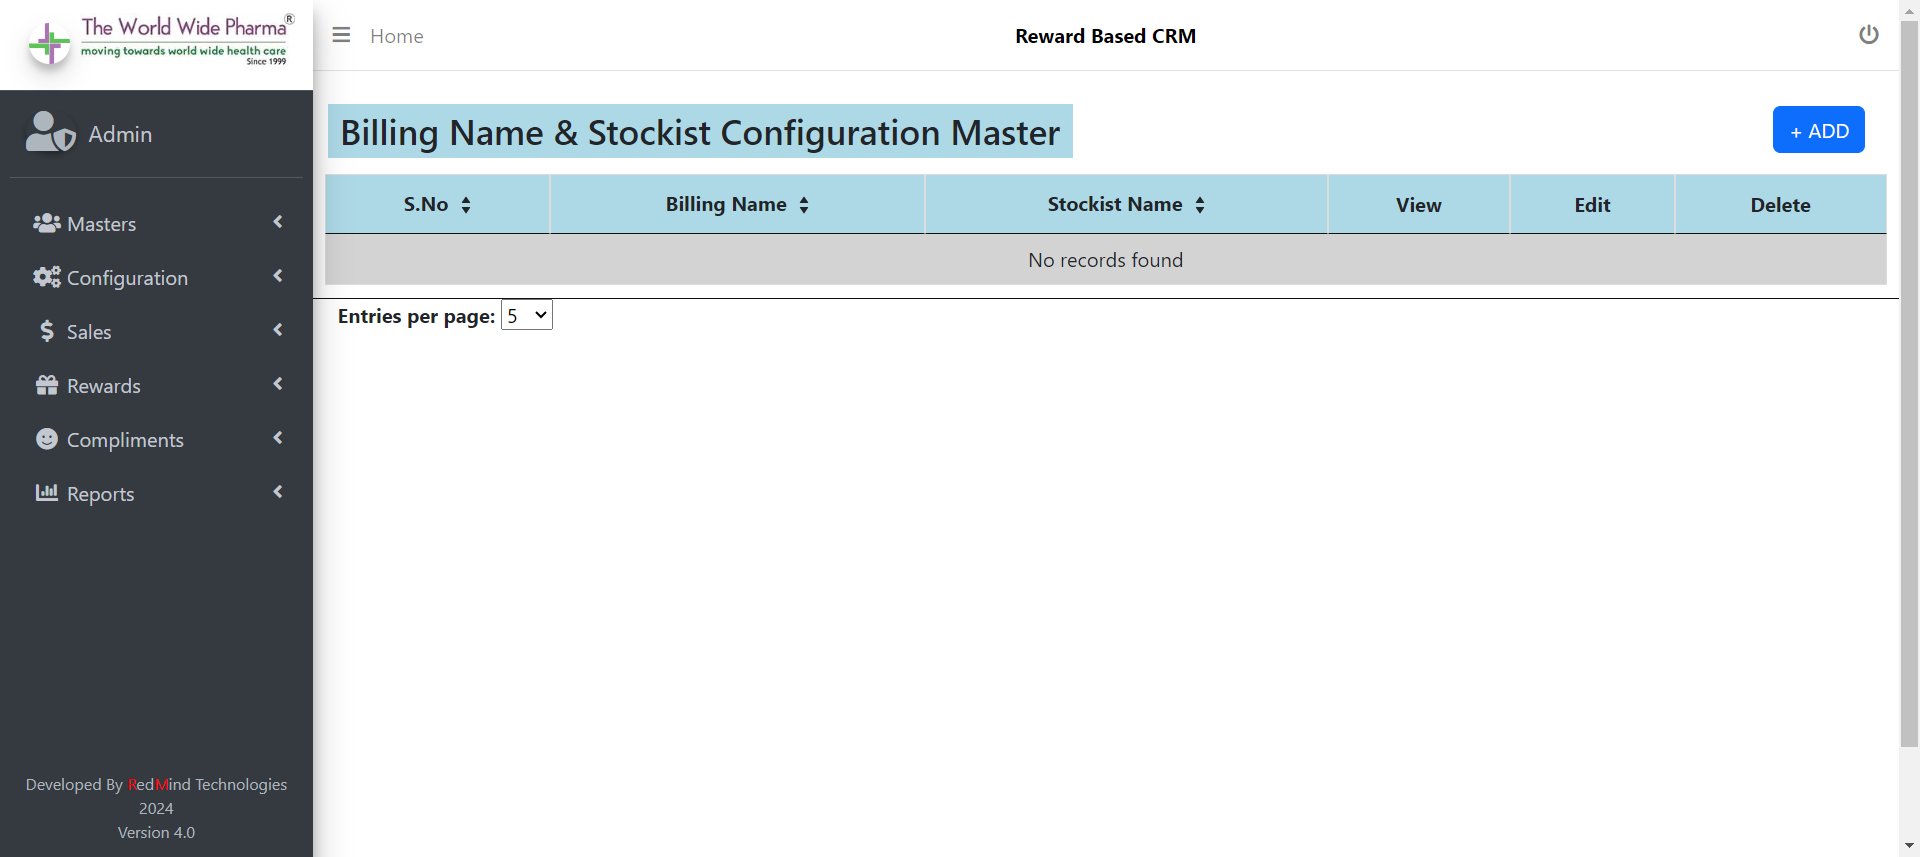 The World Wide Pharma®
moving towards world wide health care
Since 1999
Home
Reward Based CRM
Admin
Masters
Configuration
Sales
Rewards
Compliments
Reports
Developed By RedMind Technologies
2024
Version 4.0
Billing Name & Stockist Configuration Master
+ ADD
S.No Billing Name Stockist Name View Edit Delete
No records found
Entries per page: 5